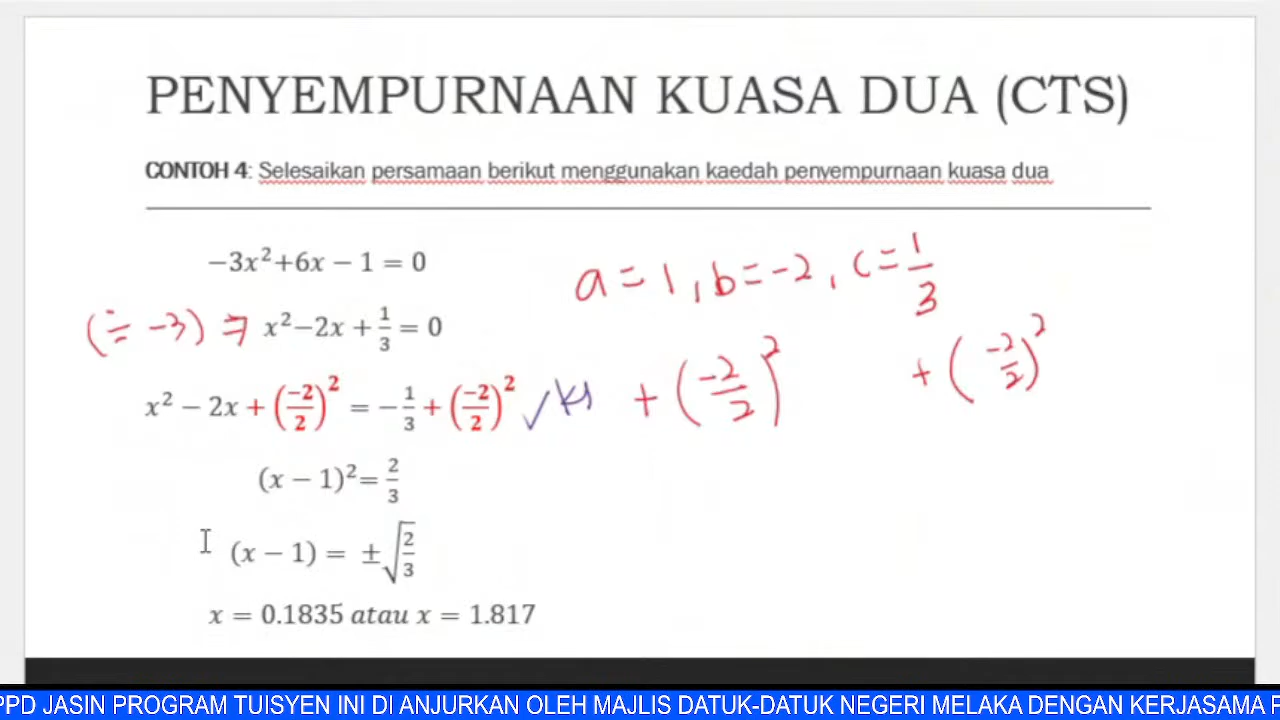 PENYEMPURNAAN KUASA DUA (CTS)
CONTOH 4: Selesaikan persamaan berikut menggunakan kaedah penyempurnaan kuasa dua
−3x²+6x − 1 = 0
a = 1, b = −2, c = 1/3
(÷ −3) ⇒ x²−2x + 1/3 = 0
x² − 2x + (−2/2)² = −1/3 + (−2/2)² ✓K1 + (−2/2)² + (−2/2)²
(x − 1)²= 2/3
(x − 1) = ±√(2/3)
x = 0.1835 atau x = 1.817
PPD JASIN PROGRAM TUISYEN INI DI ANJURKAN OLEH MAJLIS DATUK-DATUK NEGERI MELAKA DENGAN KERJASAMA